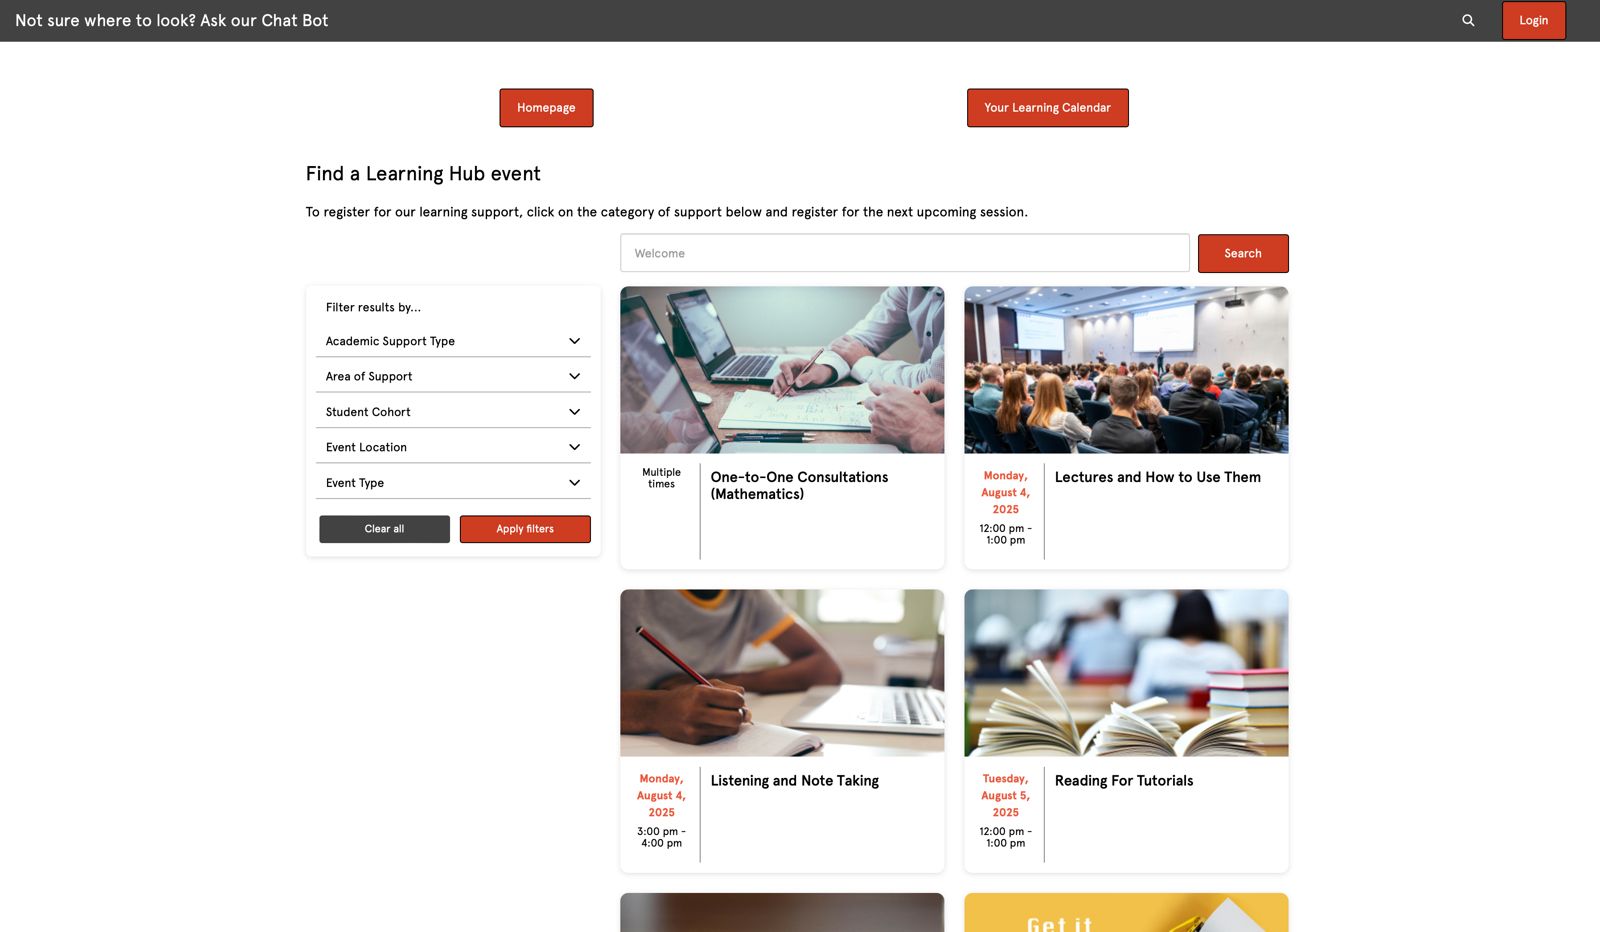 Not sure where to look? Ask our Chat Bot
Login
Homepage
Your Learning Calendar
Find a Learning Hub event
To register for our learning support, click on the category of support below and register for the next upcoming session.
Welcome
Search
Filter results by...
Academic Support Type
Area of Support
Student Cohort
Event Location
Event Type
Clear all
Apply filters
Multiple
times
One-to-One Consultations
(Mathematics)
Monday,
August 4,
2025
12:00 pm -
1:00 pm
Lectures and How to Use Them
Monday,
August 4,
2025
3:00 pm -
4:00 pm
Listening and Note Taking
Tuesday,
August 5,
2025
12:00 pm -
1:00 pm
Reading For Tutorials
Get it